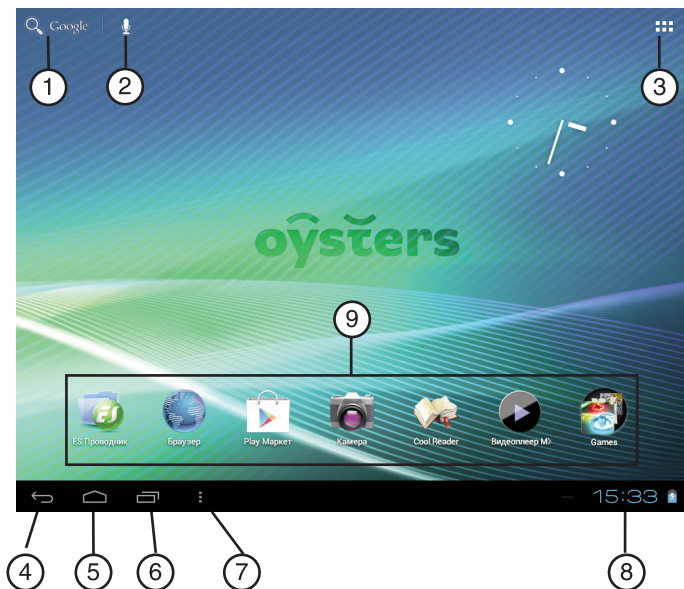 Google
1
2
3
oysters
9
ES Проводник
Браузер
Play Маркет
Камера
Cool Reader
Видеоплеер MX
Games
15:33
4
5
6
7
8